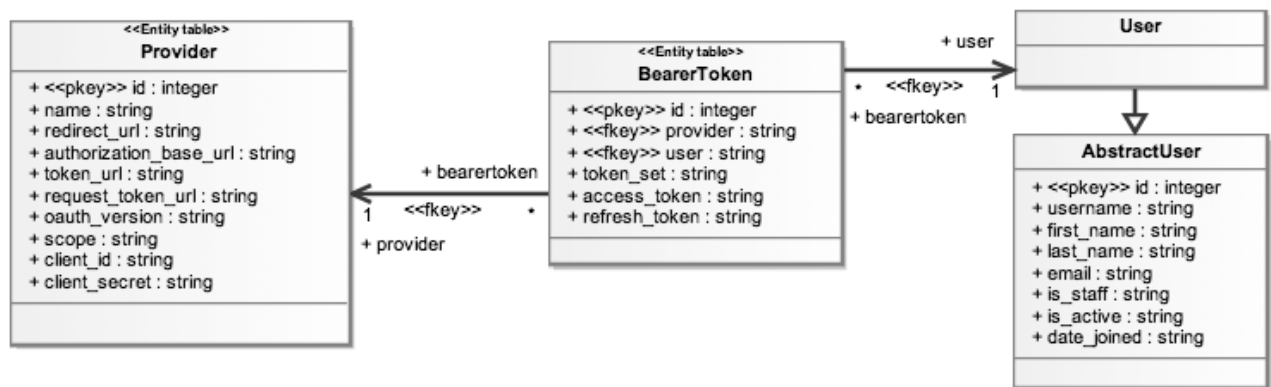 <<Entity table>>
Provider
+ <<pkey>> id : integer
+ name : string
+ redirect_url : string
+ authorization_base_url : string
+ token_url : string
+ request_token_url : string
+ oauth_version : string
+ scope : string
+ client_id : string
+ client_secret : string
+ bearertoken
1 <<fkey>> *
+ provider
<<Entity table>>
BearerToken
+ <<pkey>> id : integer
+ <<fkey>> provider : string
+ <<fkey>> user : string
+ token_set : string
+ access_token : string
+ refresh_token : string
+ user
* <<fkey>> 1
+ bearertoken
User
AbstractUser
+ <<pkey>> id : integer
+ username : string
+ first_name : string
+ last_name : string
+ email : string
+ is_staff : string
+ is_active : string
+ date_joined : string